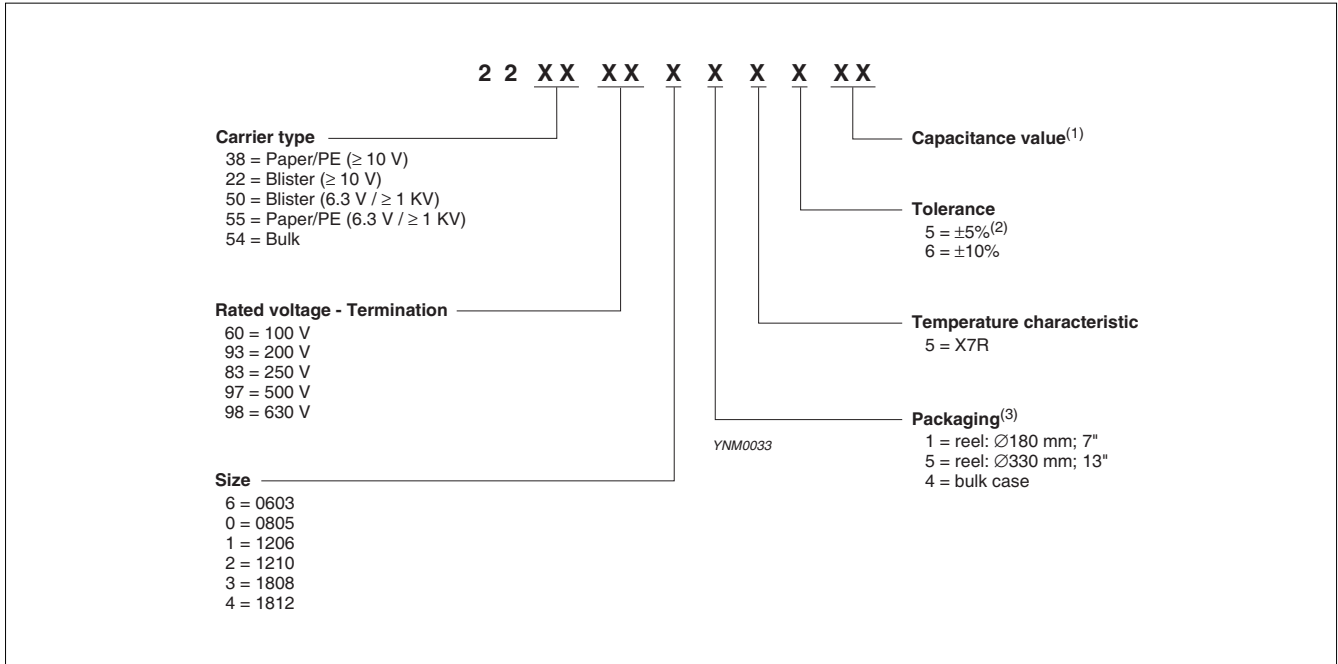 2 2 X X X X X X X X X X
Carrier type
38 = Paper/PE (≥ 10 V)
22 = Blister (≥ 10 V)
50 = Blister (6.3 V / ≥ 1 KV)
55 = Paper/PE (6.3 V / ≥ 1 KV)
54 = Bulk
Rated voltage - Termination
60 = 100 V
93 = 200 V
83 = 250 V
97 = 500 V
98 = 630 V
Size
6 = 0603
0 = 0805
1 = 1206
2 = 1210
3 = 1808
4 = 1812
Capacitance value(1)
Tolerance
5 = ±5%(2)
6 = ±10%
Temperature characteristic
5 = X7R
Packaging(3)
1 = reel: ∅180 mm; 7"
5 = reel: ∅330 mm; 13"
4 = bulk case
YNM0033